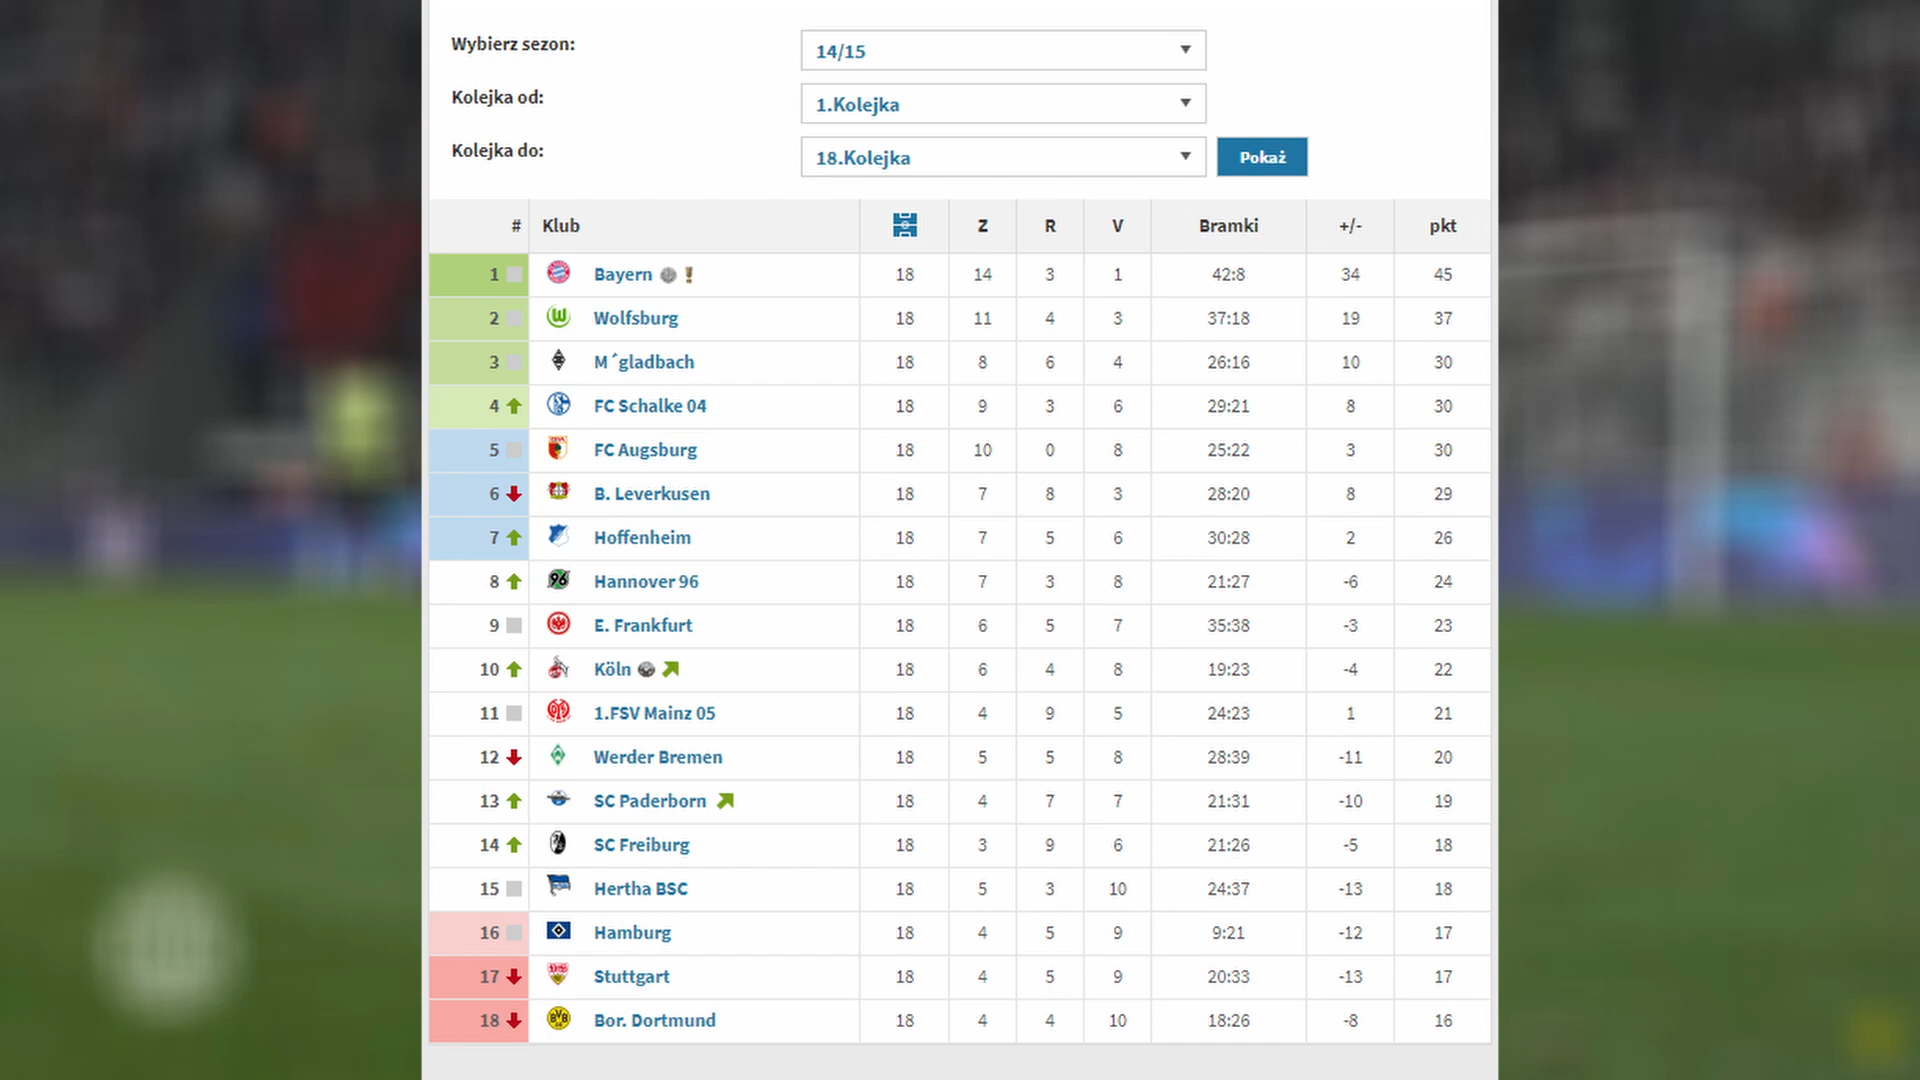 Wybierz sezon: 14/15
Kolejka od: 1.Kolejka
Kolejka do: 18.Kolejka Pokaż
# Klub Z R V Bramki +/- pkt
1 Bayern 18 14 3 1 42:8 34 45
2 Wolfsburg 18 11 4 3 37:18 19 37
3 M´gladbach 18 8 6 4 26:16 10 30
4 FC Schalke 04 18 9 3 6 29:21 8 30
5 FC Augsburg 18 10 0 8 25:22 3 30
6 B. Leverkusen 18 7 8 3 28:20 8 29
7 Hoffenheim 18 7 5 6 30:28 2 26
8 Hannover 96 18 7 3 8 21:27 -6 24
9 E. Frankfurt 18 6 5 7 35:38 -3 23
10 Köln 18 6 4 8 19:23 -4 22
11 1.FSV Mainz 05 18 4 9 5 24:23 1 21
12 Werder Bremen 18 5 5 8 28:39 -11 20
13 SC Paderborn 18 4 7 7 21:31 -10 19
14 SC Freiburg 18 3 9 6 21:26 -5 18
15 Hertha BSC 18 5 3 10 24:37 -13 18
16 Hamburg 18 4 5 9 9:21 -12 17
17 Stuttgart 18 4 5 9 20:33 -13 17
18 Bor. Dortmund 18 4 4 10 18:26 -8 16